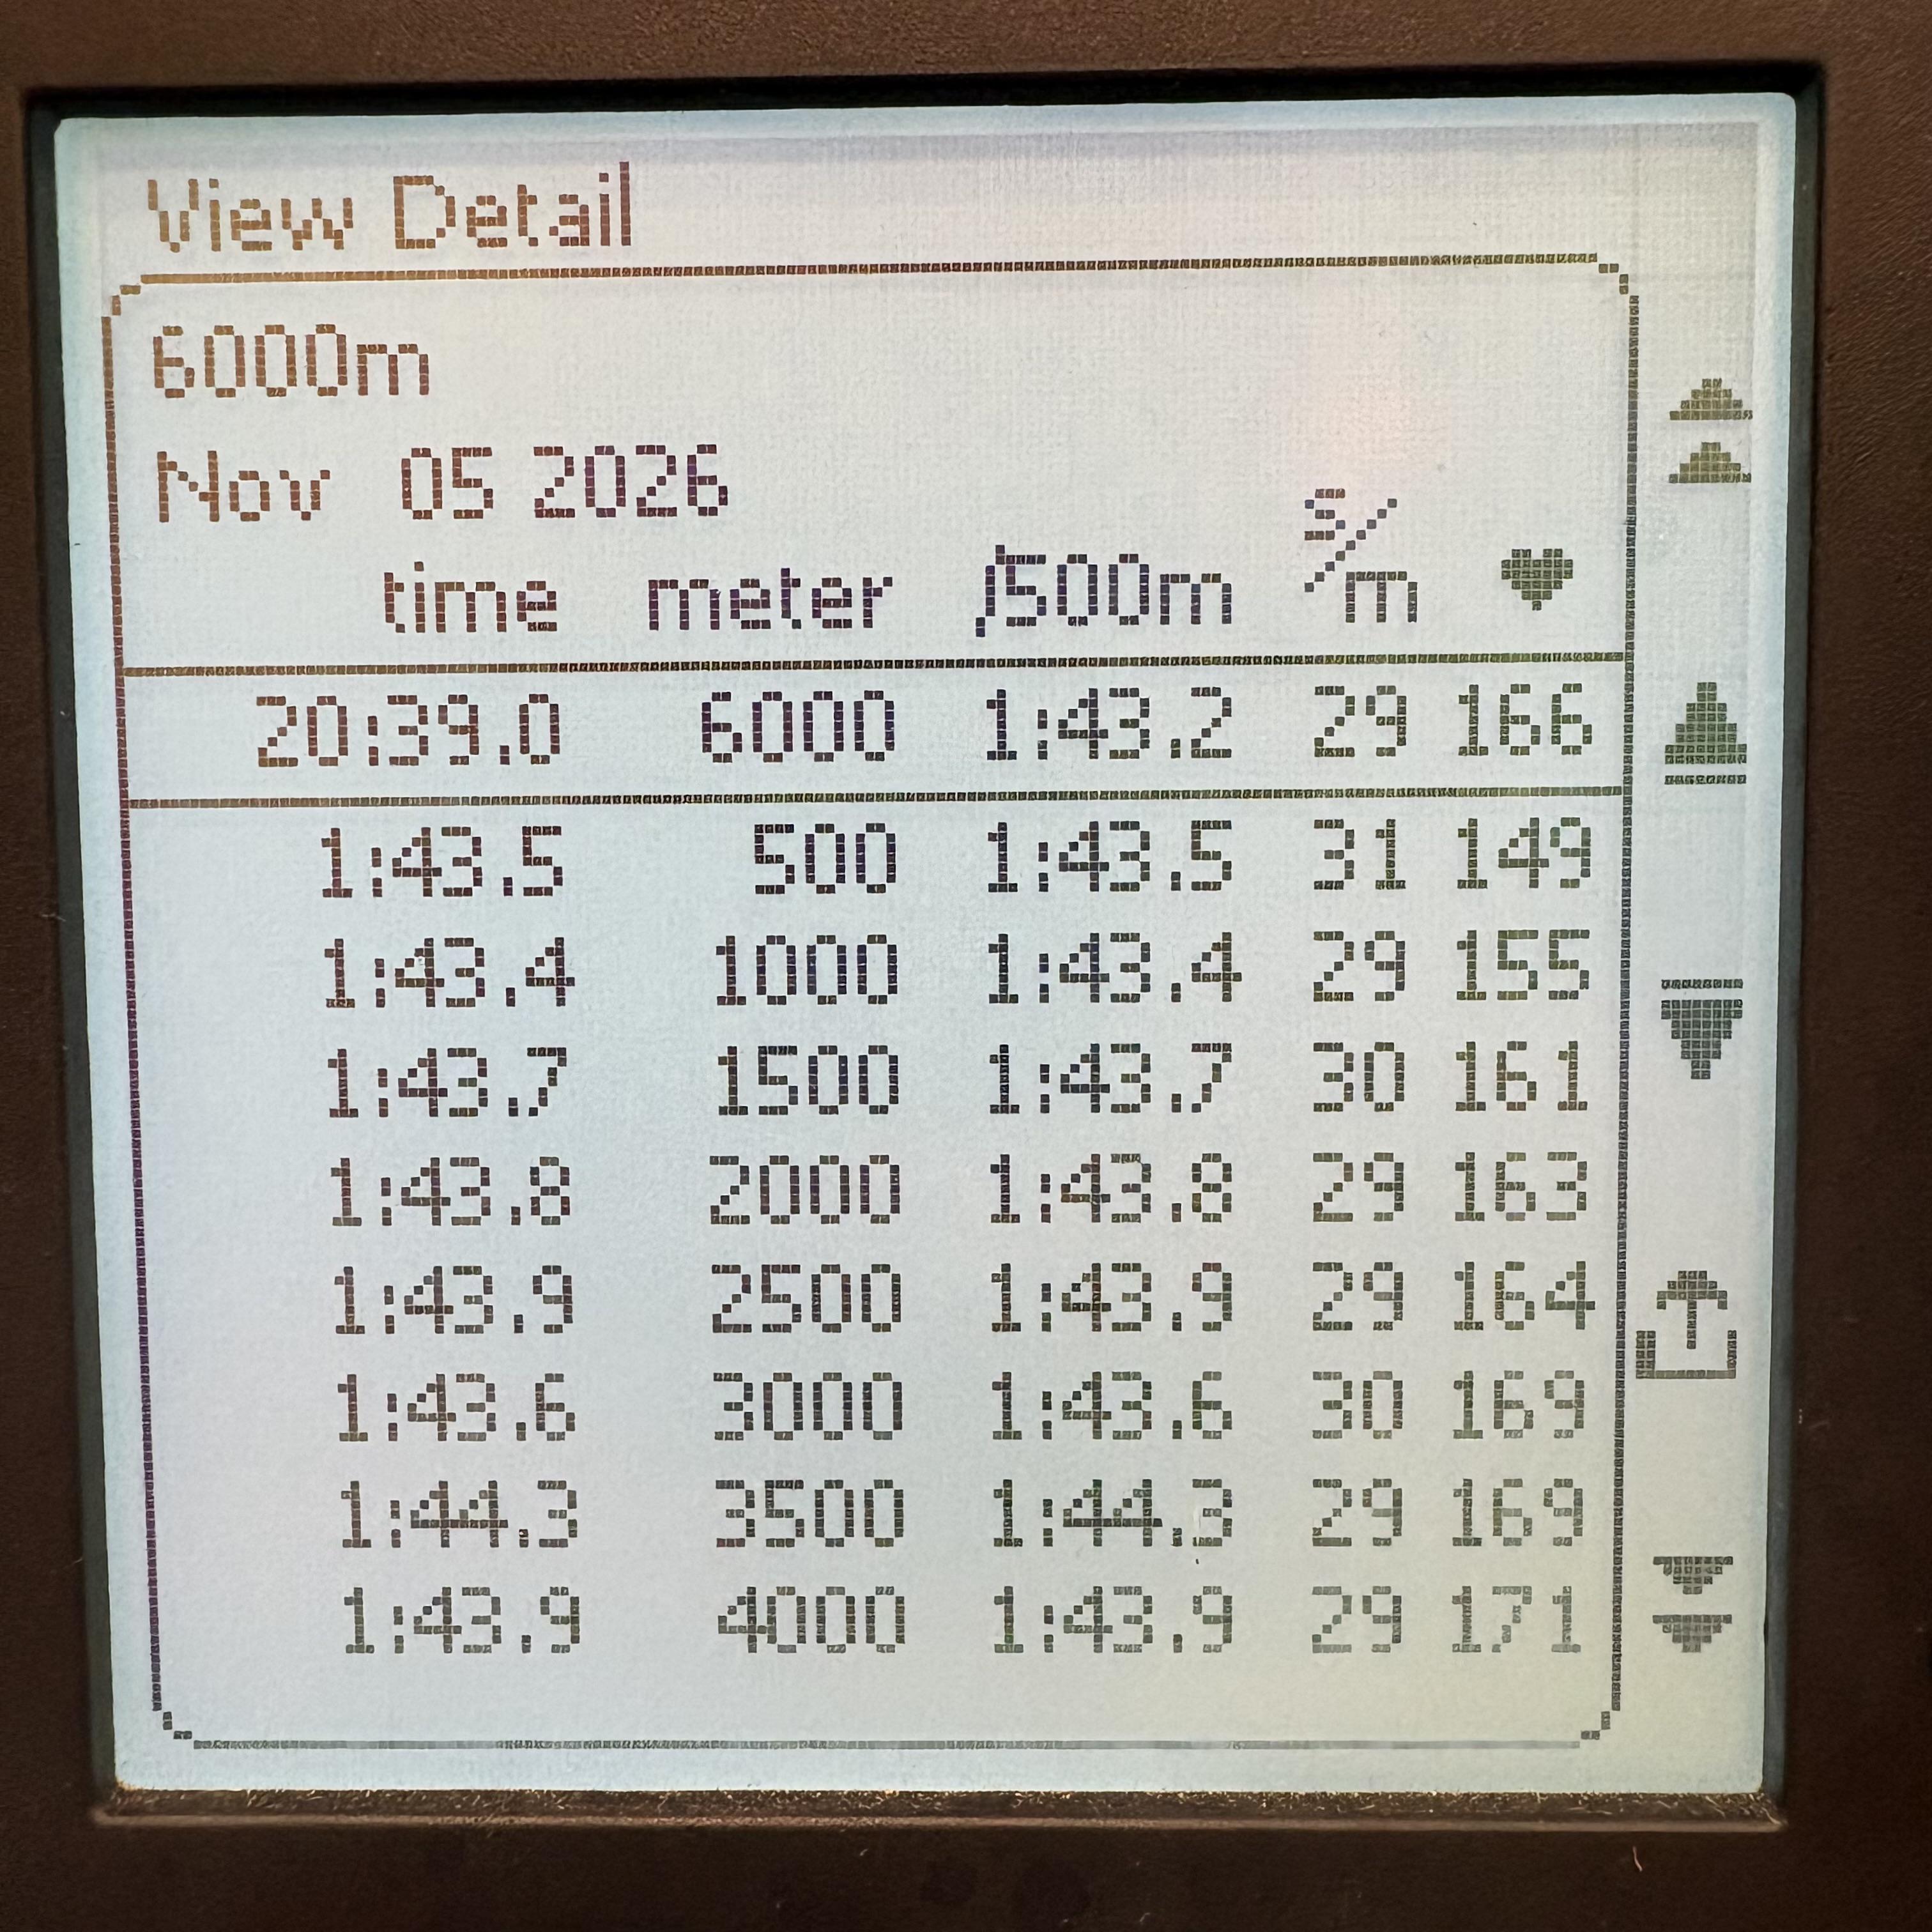 View Detail
6000m
Nov 05 2026
time meter /500m s/m ♥
20:39.0 6000 1:43.2 29 166
1:43.5 500 1:43.5 31 149
1:43.4 1000 1:43.4 29 155
1:43.7 1500 1:43.7 30 161
1:43.8 2000 1:43.8 29 163
1:43.9 2500 1:43.9 29 164
1:43.6 3000 1:43.6 30 169
1:44.3 3500 1:44.3 29 169
1:43.9 4000 1:43.9 29 171